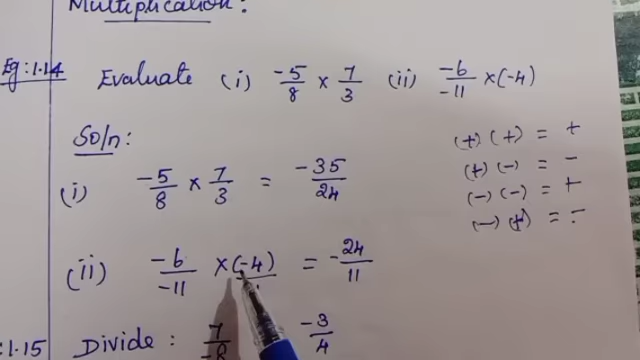 Multiplication:
Eg:1.14 Evaluate (i) -5/8 × 7/3 (ii) -6/-11 × (-4)
Soln:
(+) (+) = +
(+) (-) = -
(-) (-) = +
(-) (+) = -
(i) -5/8 × 7/3 = -35/24
(ii) -6/-11 × (-4)/1 = -24/11
:1.15 Divide: 7/-8 -3/4